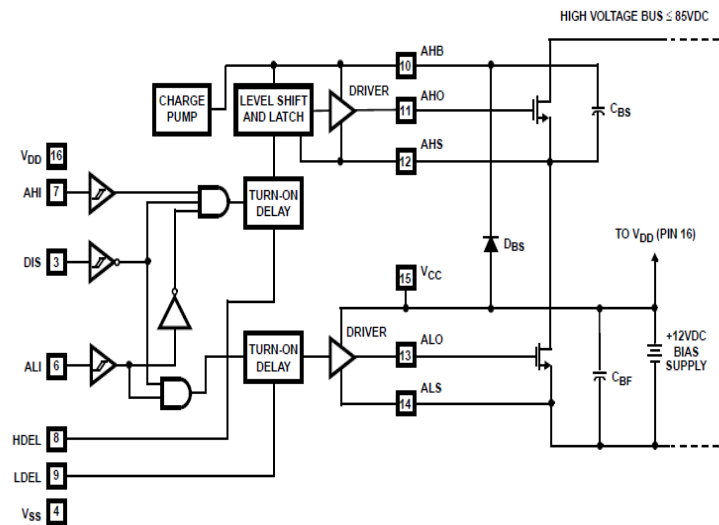 HIGH VOLTAGE BUS ≤ 85VDC
AHB
10
CHARGE
PUMP
LEVEL SHIFT
AND LATCH
DRIVER
AHO
11
CBS
AHS
12
VDD 16
AHI 7
TURN-ON
DELAY
DIS 3
DBS
TO VDD (PIN 16)
VCC
15
DRIVER
ALI 6
TURN-ON
DELAY
ALO
13
+12VDC
BIAS
SUPPLY
CBF
ALS
14
HDEL 8
LDEL 9
VSS 4